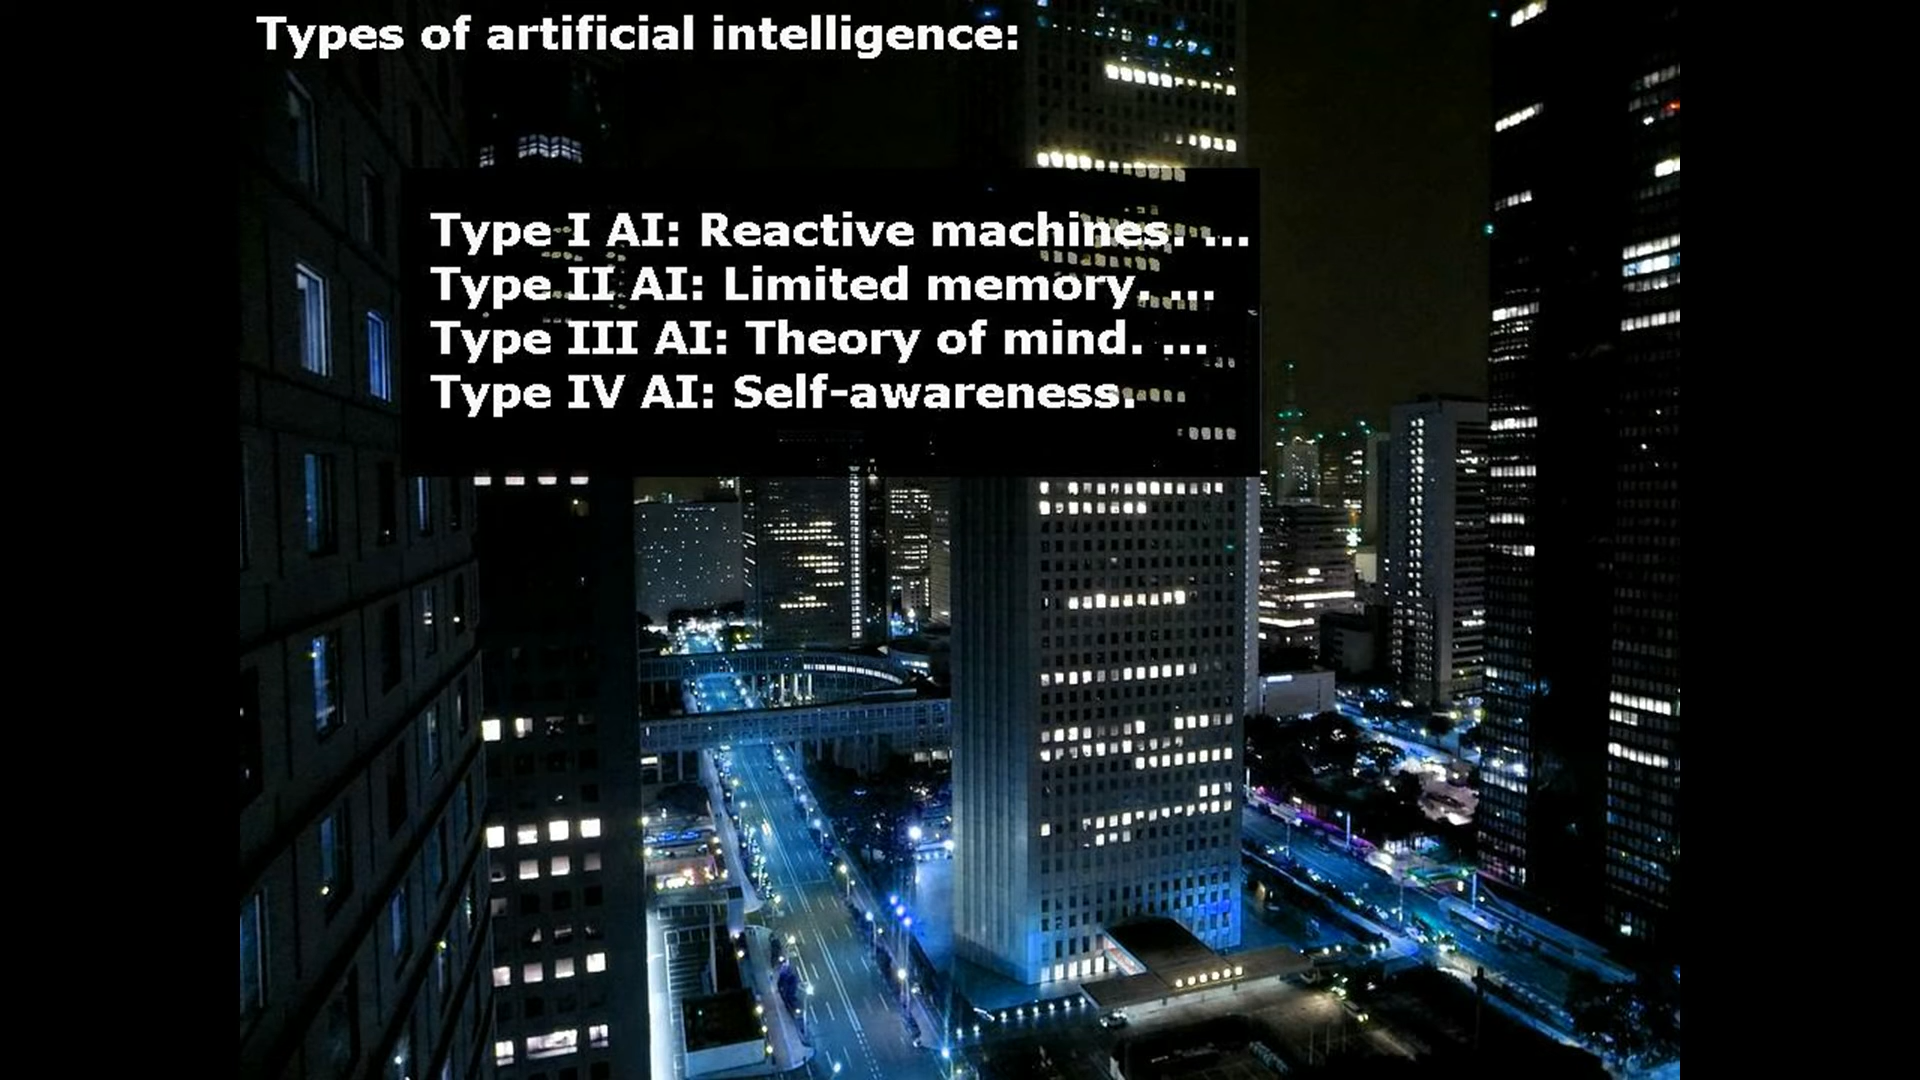 Types of artificial intelligence:
Type I AI: Reactive machines. ...
Type II AI: Limited memory. ...
Type III AI: Theory of mind. ...
Type IV AI: Self-awareness.